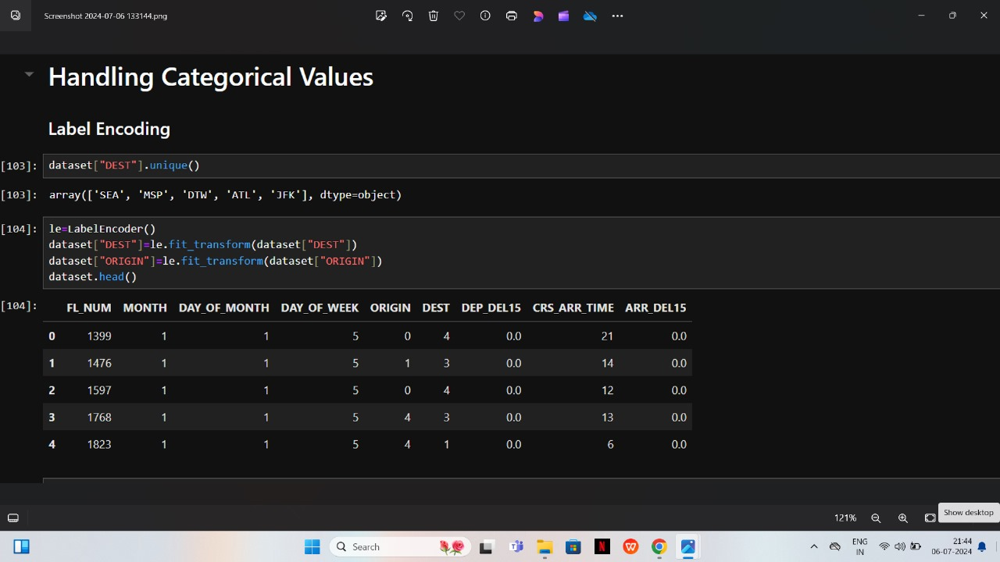 Screenshot 2024-07-06 133144.png
Handling Categorical Values
Label Encoding
[103]: dataset["DEST"].unique()
[103]: array(['SEA', 'MSP', 'DTW', 'ATL', 'JFK'], dtype=object)
[104]: le=LabelEncoder()
dataset["DEST"]=le.fit_transform(dataset["DEST"])
dataset["ORIGIN"]=le.fit_transform(dataset["ORIGIN"])
dataset.head()
[104]: FL_NUM MONTH DAY_OF_MONTH DAY_OF_WEEK ORIGIN DEST DEP_DEL15 CRS_ARR_TIME ARR_DEL15
0 1399 1 1 5 0 4 0.0 21 0.0
1 1476 1 1 5 1 3 0.0 14 0.0
2 1597 1 1 5 0 4 0.0 12 0.0
3 1768 1 1 5 4 3 0.0 13 0.0
4 1823 1 1 5 4 1 0.0 6 0.0
121%
Show desktop
Search
N
W
ENG
IN
21:44
06-07-2024